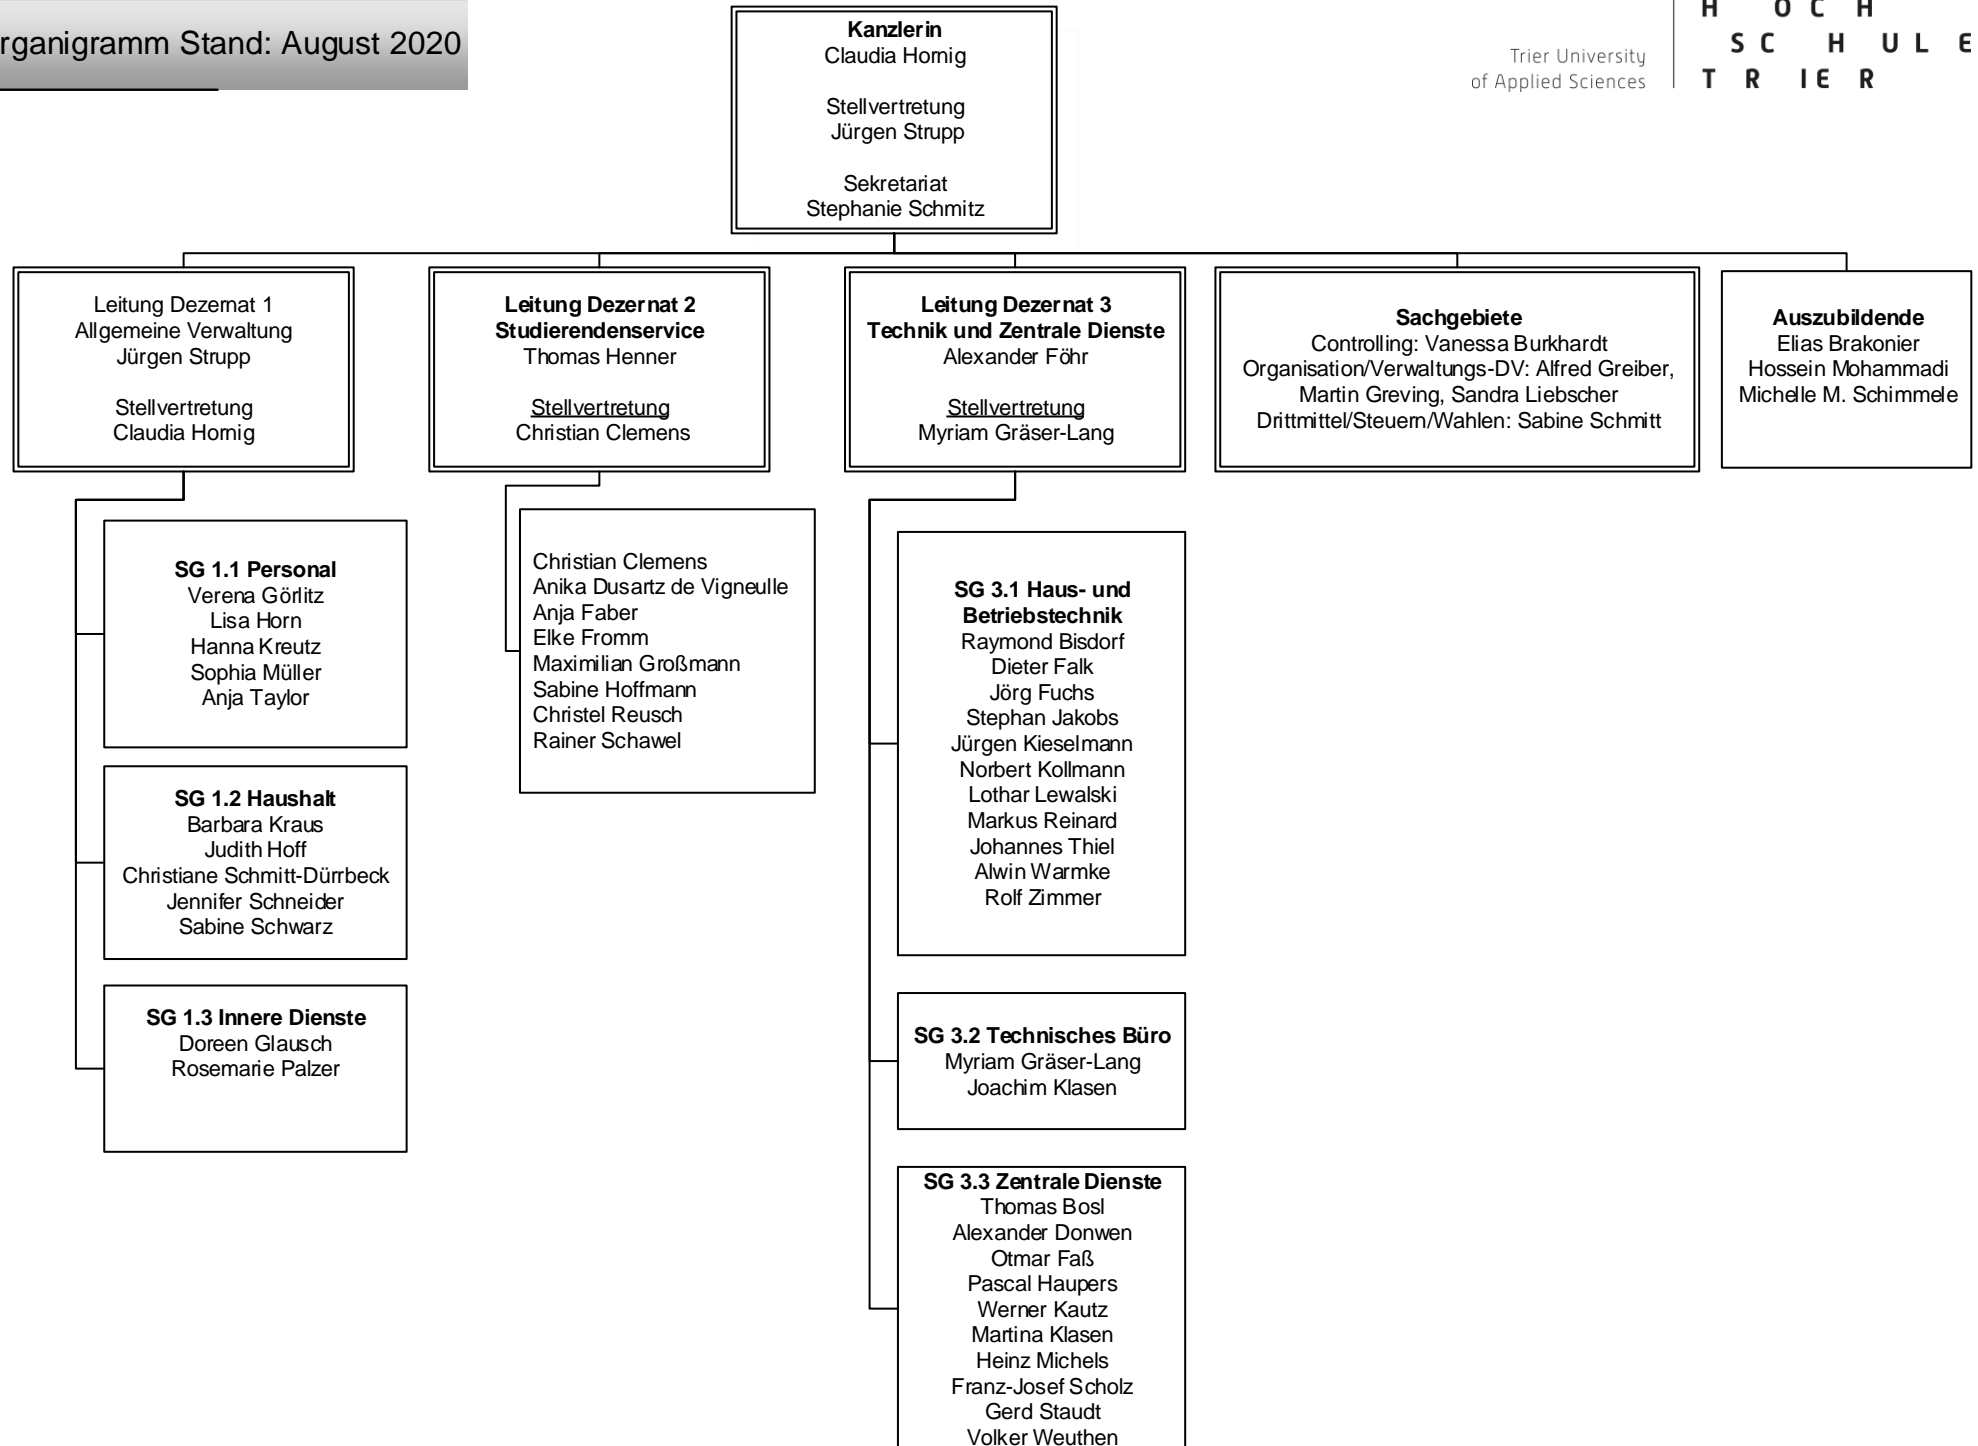 rganigramm Stand: August 2020
Trier University
of Applied Sciences
H OCH
SC HULE
TRIER
Kanzlerin
Claudia Hornig
Stellvertretung
Jürgen Strupp
Sekretariat
Stephanie Schmitz
Leitung Dezernat 1
Allgemeine Verwaltung
Jürgen Strupp
Stellvertretung
Claudia Hornig
Leitung Dezernat 2
Studierendenservice
Thomas Henner
Stellvertretung
Christian Clemens
Leitung Dezernat 3
Technik und Zentrale Dienste
Alexander Föhr
Stellvertretung
Myriam Gräser-Lang
Sachgebiete
Controlling: Vanessa Burkhardt
Organisation/Verwaltungs-DV: Alfred Greiber,
Martin Greving, Sandra Liebscher
Drittmittel/Steuern/Wahlen: Sabine Schmitt
Auszubildende
Elias Brakonier
Hossein Mohammadi
Michelle M. Schimmele
SG 1.1 Personal
Verena Görlitz
Lisa Horn
Hanna Kreutz
Sophia Müller
Anja Taylor
SG 1.2 Haushalt
Barbara Kraus
Judith Hoff
Christiane Schmitt-Dürrbeck
Jennifer Schneider
Sabine Schwarz
SG 1.3 Innere Dienste
Doreen Glausch
Rosemarie Palzer
Christian Clemens
Anika Dusartz de Vigneulle
Anja Faber
Elke Fromm
Maximilian Großmann
Sabine Hoffmann
Christel Reusch
Rainer Schawel
SG 3.1 Haus- und
Betriebstechnik
Raymond Bisdorf
Dieter Falk
Jörg Fuchs
Stephan Jakobs
Jürgen Kieselmann
Norbert Kollmann
Lothar Lewalski
Markus Reinard
Johannes Thiel
Alwin Warmke
Rolf Zimmer
SG 3.2 Technisches Büro
Myriam Gräser-Lang
Joachim Klasen
SG 3.3 Zentrale Dienste
Thomas Bosl
Alexander Donwen
Otmar Faß
Pascal Haupers
Werner Kautz
Martina Klasen
Heinz Michels
Franz-Josef Scholz
Gerd Staudt
Volker Weuthen